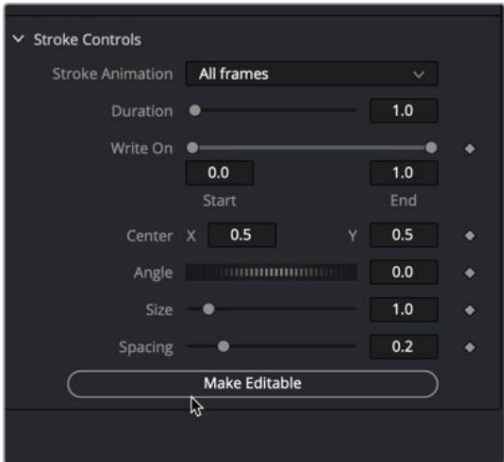 Stroke Controls
Stroke Animation All frames
Duration 1.0
Write On
0.0 1.0
Start End
Center X 0.5 Y 0.5
Angle 0.0
Size 1.0
Spacing 0.2
Make Editable